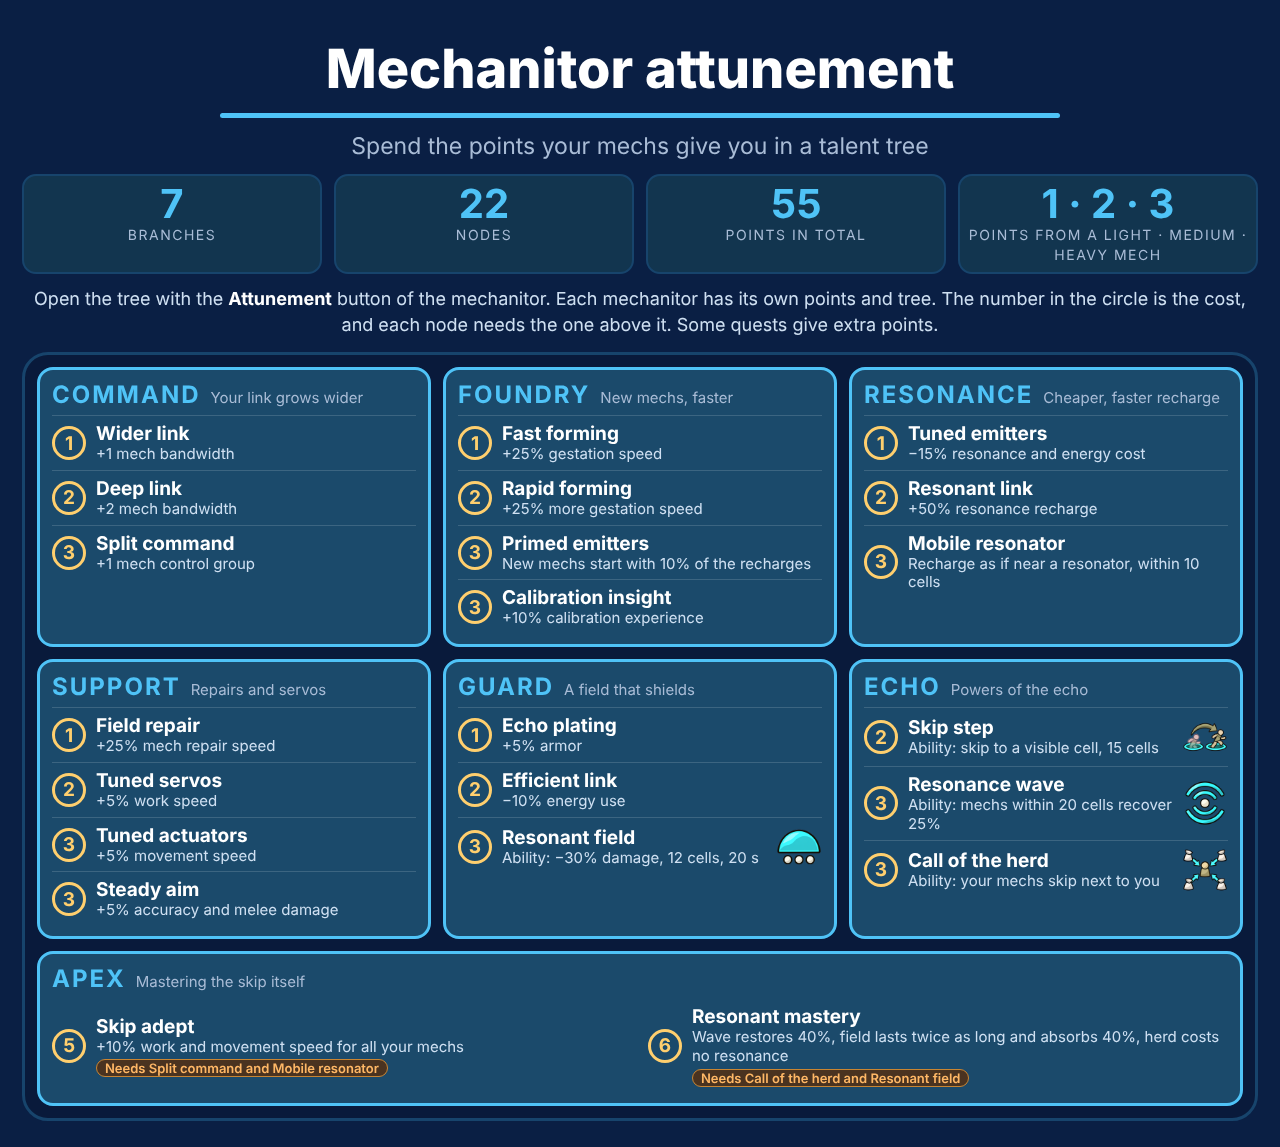 Mechanitor attunement
Spend the points your mechs give you in a talent tree
7
BRANCHES
22
NODES
55
POINTS IN TOTAL
1 · 2 · 3
POINTS FROM A LIGHT · MEDIUM ·
HEAVY MECH
Open the tree with the Attunement button of the mechanitor. Each mechanitor has its own points and tree. The number in the circle is the cost,
and each node needs the one above it. Some quests give extra points.
COMMAND Your link grows wider
1 Wider link
+1 mech bandwidth
2 Deep link
+2 mech bandwidth
3 Split command
+1 mech control group
FOUNDRY New mechs, faster
1 Fast forming
+25% gestation speed
2 Rapid forming
+25% more gestation speed
3 Primed emitters
New mechs start with 10% of the recharges
3 Calibration insight
+10% calibration experience
RESONANCE Cheaper, faster recharge
1 Tuned emitters
−15% resonance and energy cost
2 Resonant link
+50% resonance recharge
3 Mobile resonator
Recharge as if near a resonator, within 10
cells
SUPPORT Repairs and servos
1 Field repair
+25% mech repair speed
2 Tuned servos
+5% work speed
3 Tuned actuators
+5% movement speed
3 Steady aim
+5% accuracy and melee damage
GUARD A field that shields
1 Echo plating
+5% armor
2 Efficient link
−10% energy use
3 Resonant field
Ability: −30% damage, 12 cells, 20 s
ECHO Powers of the echo
2 Skip step
Ability: skip to a visible cell, 15 cells
3 Resonance wave
Ability: mechs within 20 cells recover
25%
3 Call of the herd
Ability: your mechs skip next to you
APEX Mastering the skip itself
5 Skip adept
+10% work and movement speed for all your mechs
Needs Split command and Mobile resonator
6 Resonant mastery
Wave restores 40%, field lasts twice as long and absorbs 40%, herd costs
no resonance
Needs Call of the herd and Resonant field